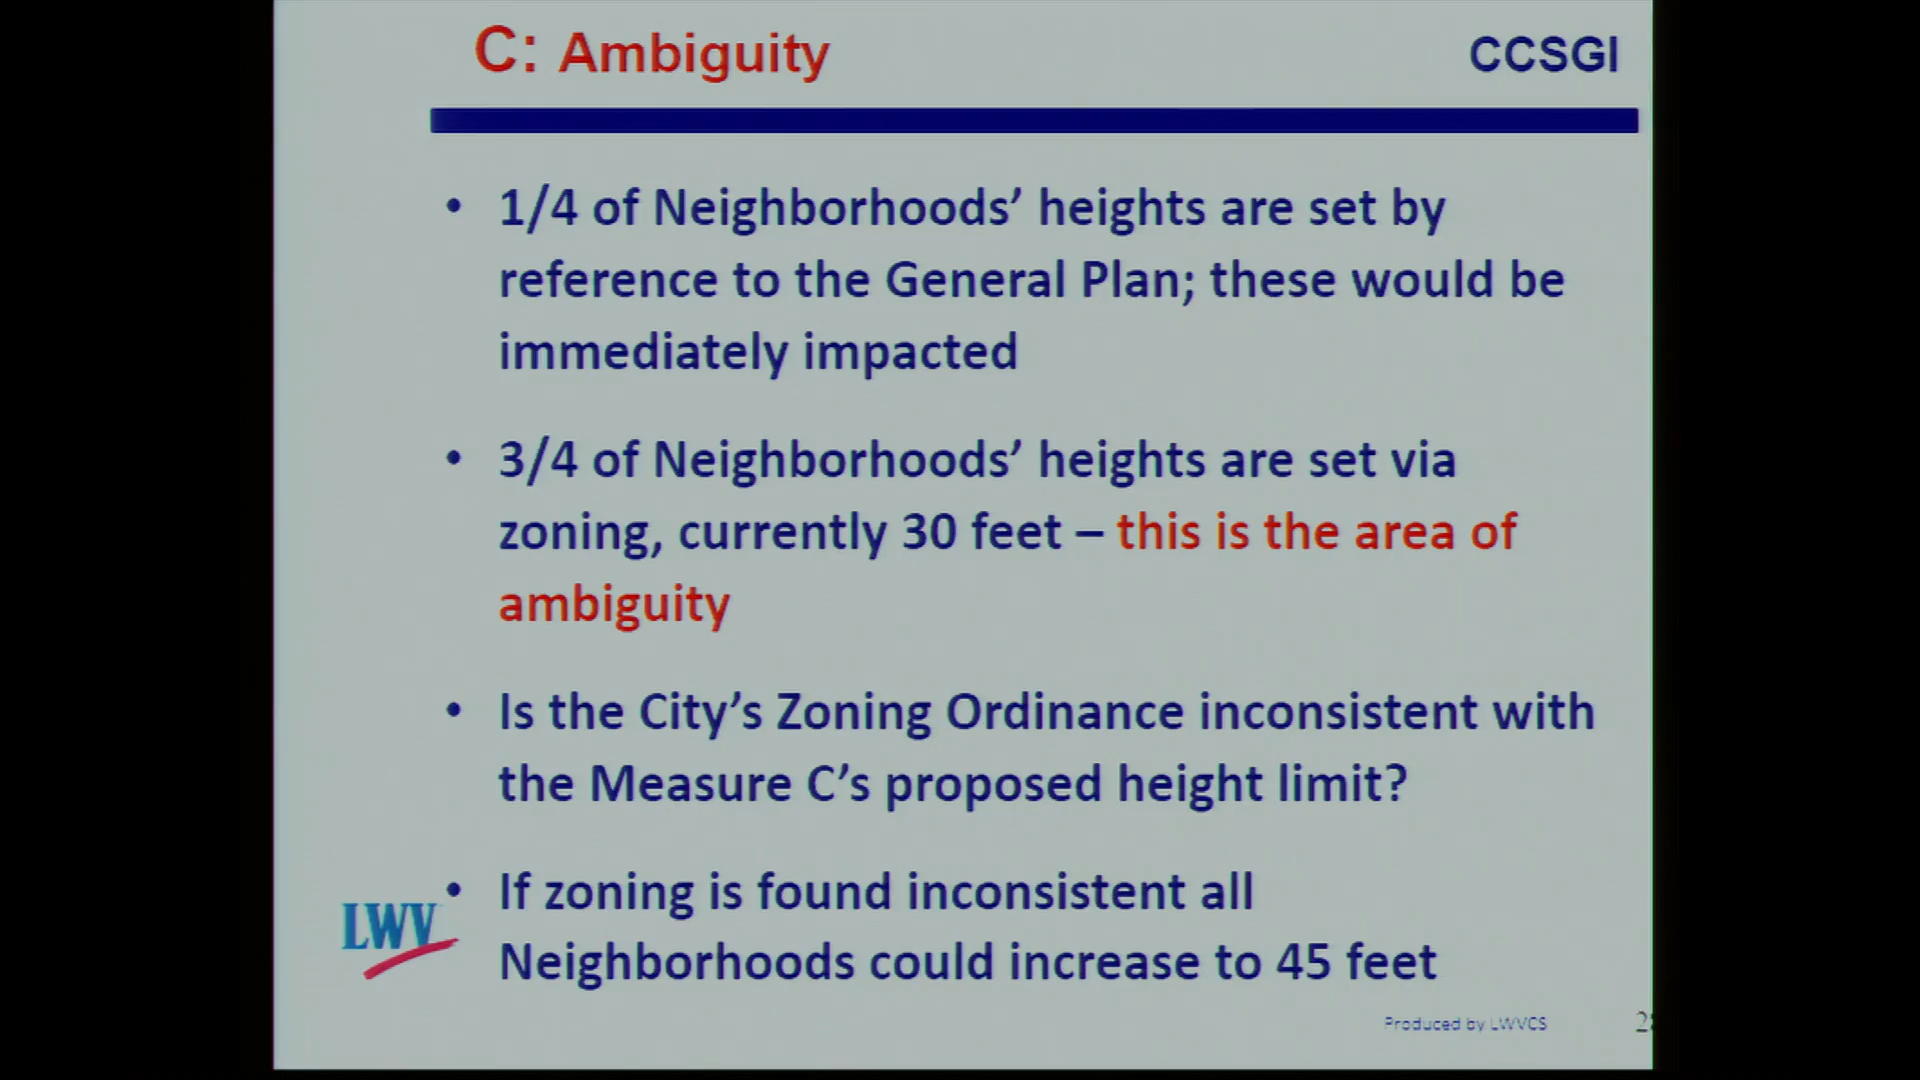 C: Ambiguity
CCSGI
• 1/4 of Neighborhoods’ heights are set by
reference to the General Plan; these would be
immediately impacted
• 3/4 of Neighborhoods’ heights are set via
zoning, currently 30 feet – this is the area of
ambiguity
• Is the City’s Zoning Ordinance inconsistent with
the Measure C’s proposed height limit?
• If zoning is found inconsistent all
Neighborhoods could increase to 45 feet
LWV
Produced by LWVCS